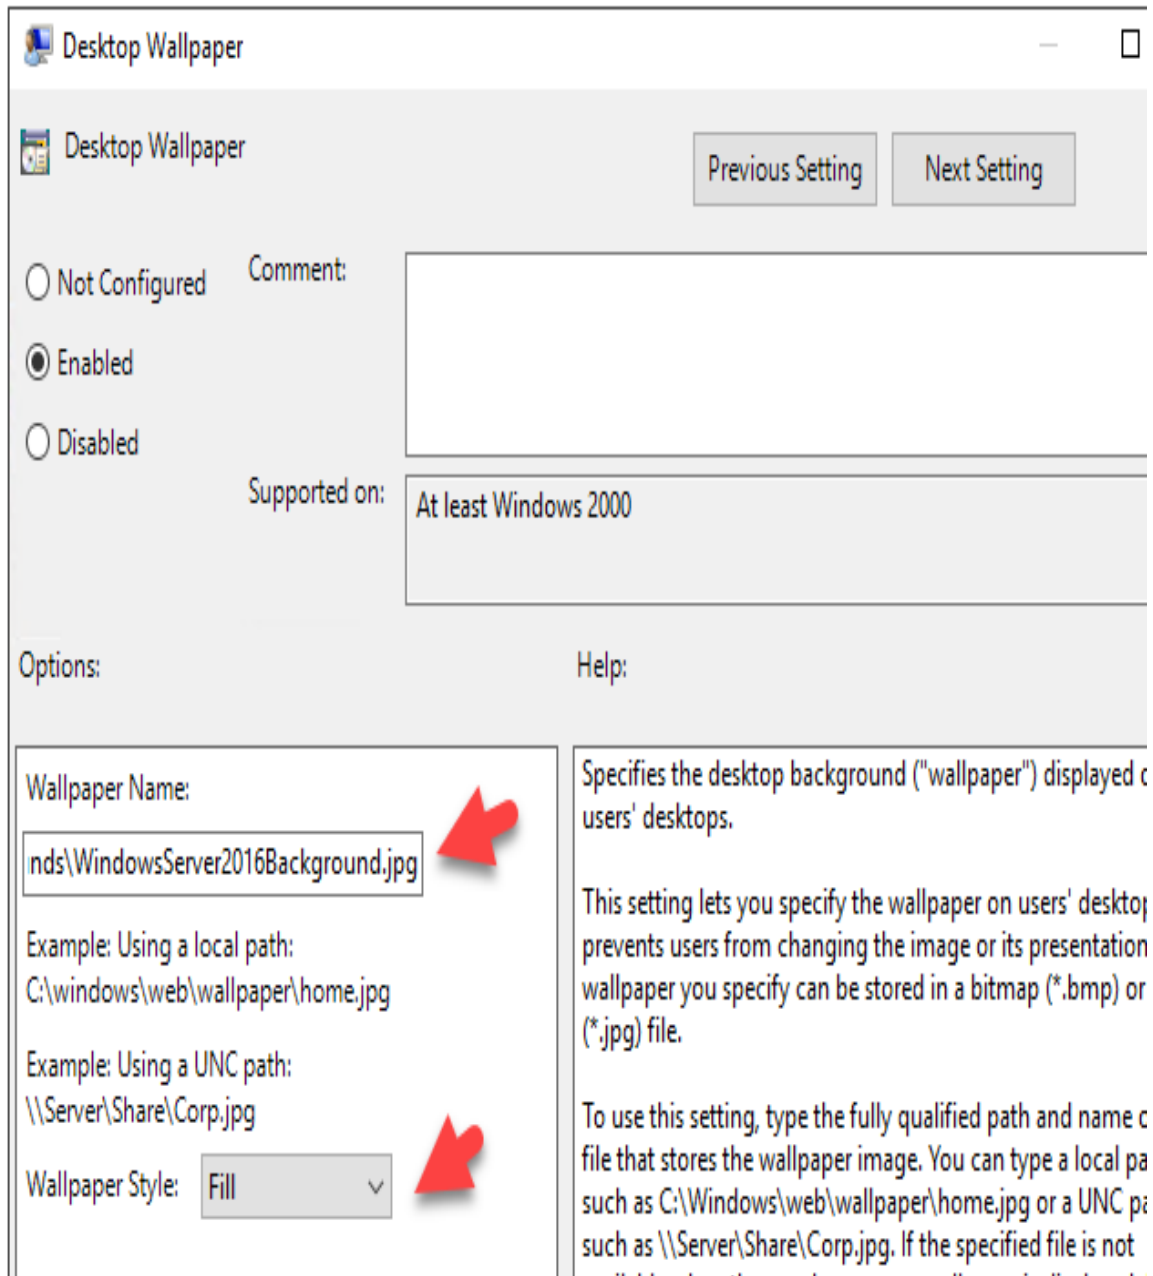 Desktop Wallpaper
Desktop Wallpaper
Previous Setting
Next Setting
Not Configured
Comment:
Enabled
Disabled
Supported on:
At least Windows 2000
Options:
Help:
Wallpaper Name:
nds\WindowsServer2016Background.jpg
Example: Using a local path:
C:\windows\web\wallpaper\home.jpg
Example: Using a UNC path:
\\Server\Share\Corp.jpg
Wallpaper Style:
Fill
Specifies the desktop background ("wallpaper") displayed
users' desktops.
This setting lets you specify the wallpaper on users'
prevents users from changing the image or its presentation
wallpaper you specify can be stored in a bitmap (*.bmp) or
(*.jpg) file.
To use this setting, type the fully qualified path and name
file that stores the wallpaper image. You can type a local
such as C:\Windows\web\wallpaper\home.jpg or a UNC
such as \\Server\Share\Corp.jpg. If the specified file is not